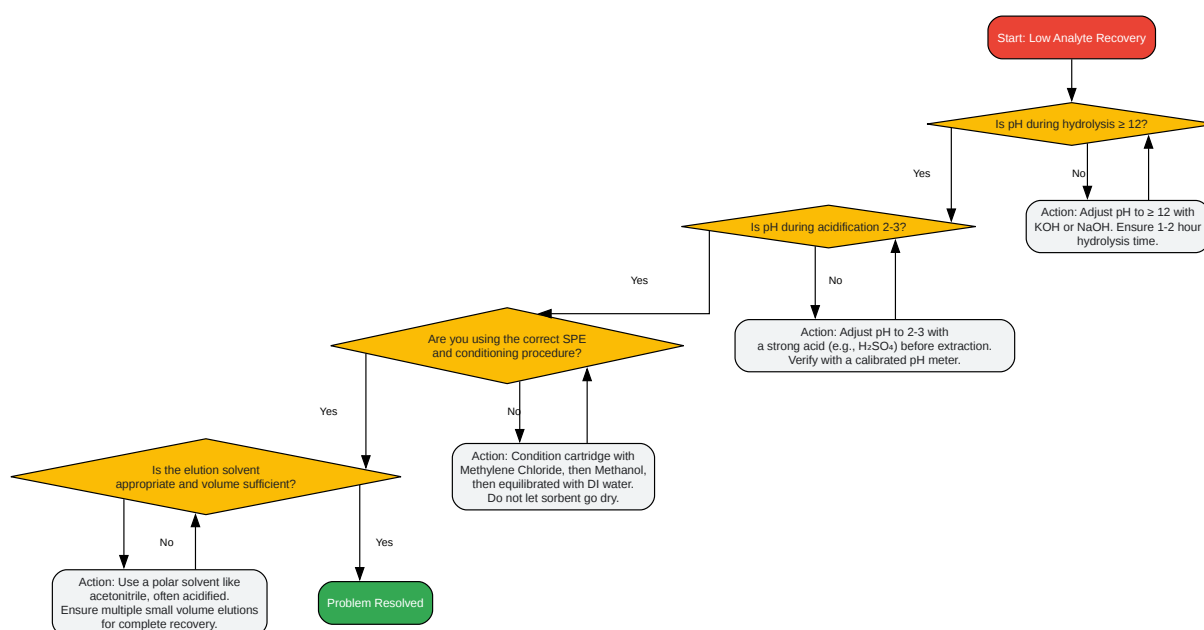 Start: Low Analyte Recovery
Is pH during hydrolysis ≥ 12?
Yes
No
Action: Adjust pH to ≥ 12 with
KOH or NaOH. Ensure 1-2 hour
hydrolysis time.
Is pH during acidification 2-3?
Yes
No
Action: Adjust pH to 2-3 with
a strong acid (e.g., H₂SO₄) before extraction.
Verify with a calibrated pH meter.
Are you using the correct SPE
and conditioning procedure?
Yes
No
Action: Condition cartridge with
Methylene Chloride, then Methanol,
then equilibrated with DI water.
Do not let sorbent go dry.
Is the elution solvent
appropriate and volume sufficient?
No
Yes
Action: Use a polar solvent like
acetonitrile, often acidified.
Ensure multiple small volume elutions
for complete recovery.
Problem Resolved